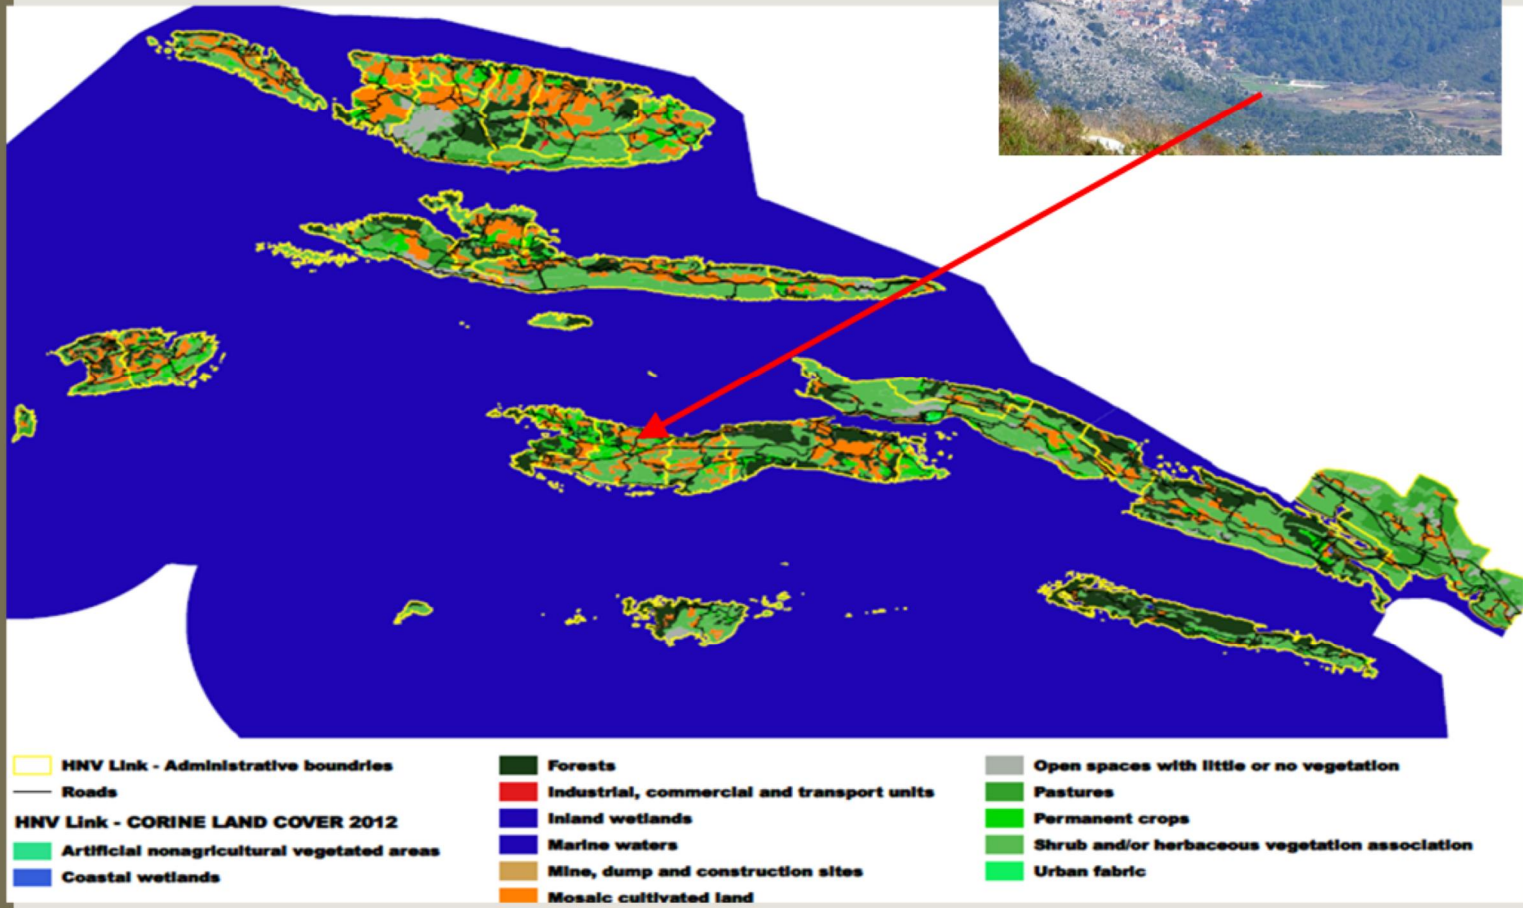 HNV Link - Administrative boundries
Roads
HNV Link - CORINE LAND COVER 2012
Artificial nonagricultural vegetated areas
Coastal wetlands
Forests
Industrial, commercial and transport units
Inland wetlands
Marine waters
Mine, dump and construction sites
Mosaic cultivated land
Open spaces with little or no vegetation
Pastures
Permanent crops
Shrub and/or herbaceous vegetation association
Urban fabric